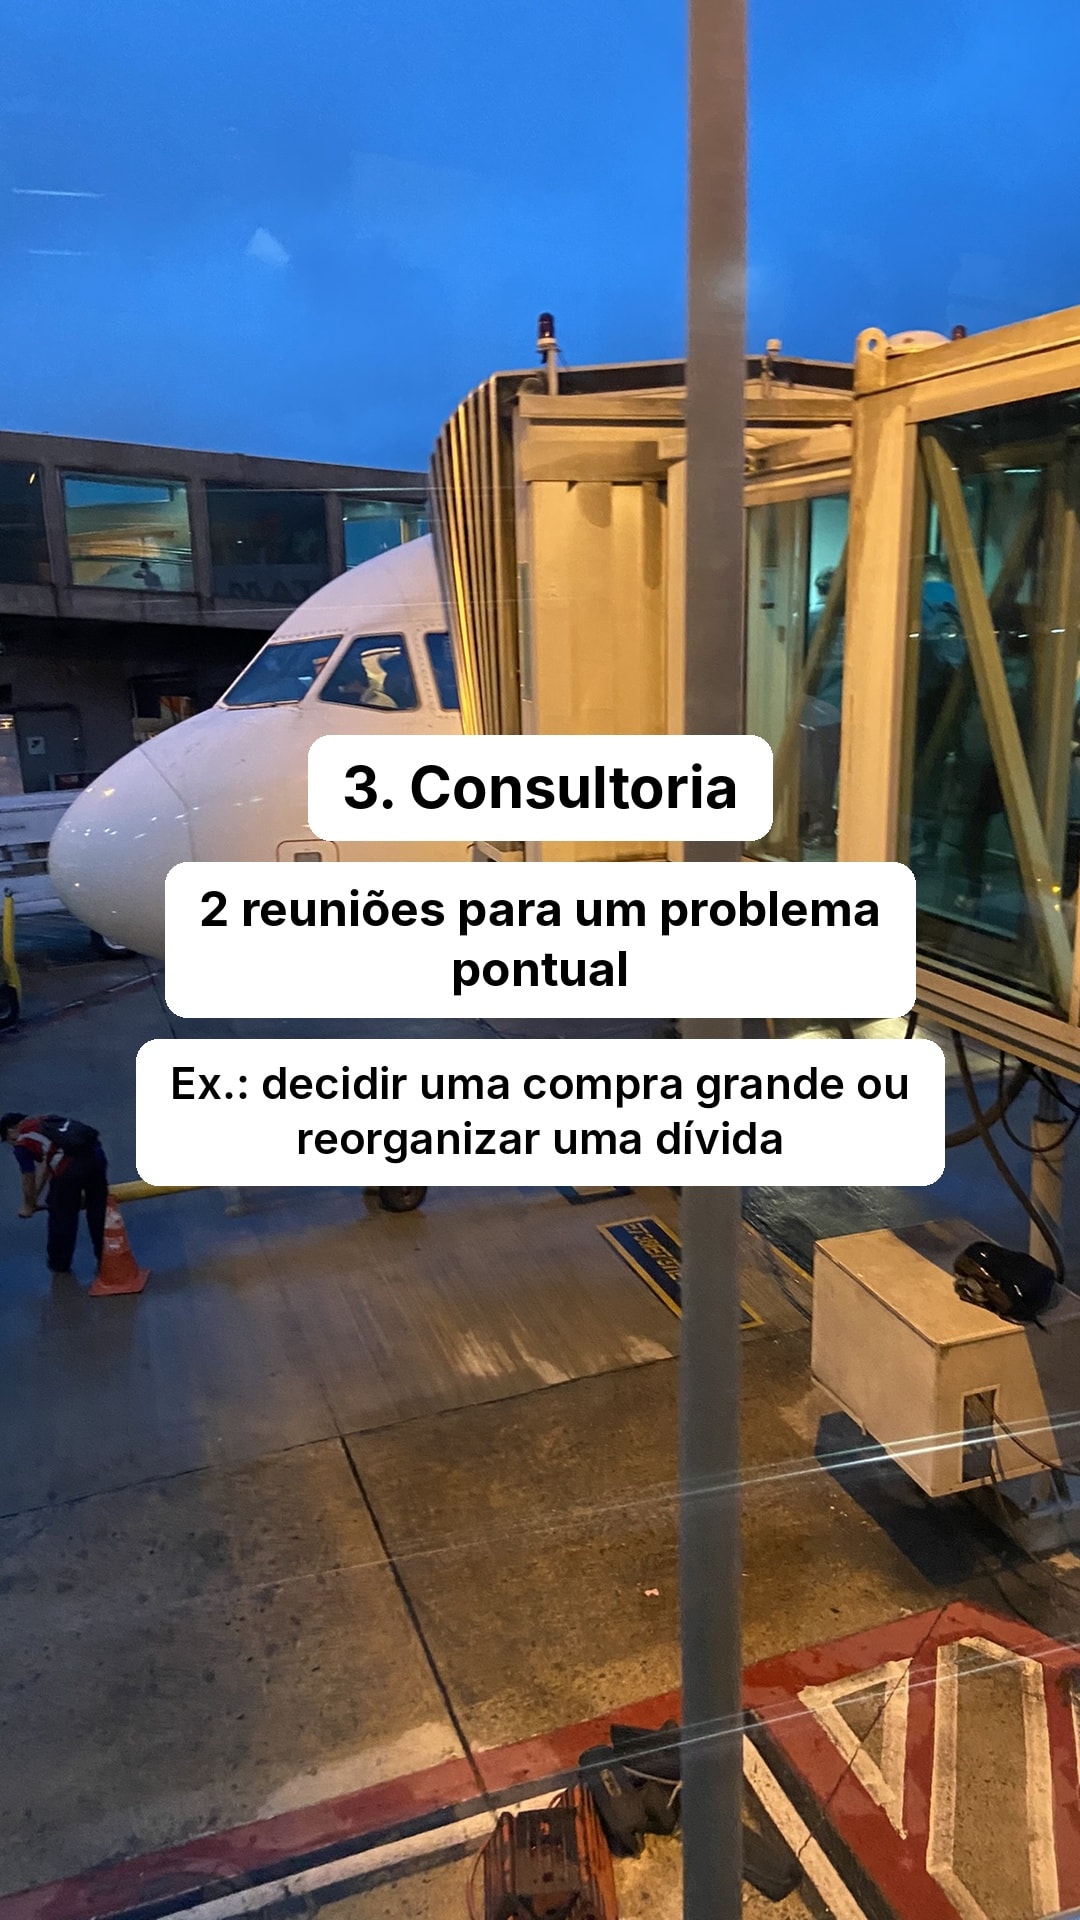 3. Consultoria
2 reuniões para um problema
pontual
Ex.: decidir uma compra grande ou
reorganizar uma dívida